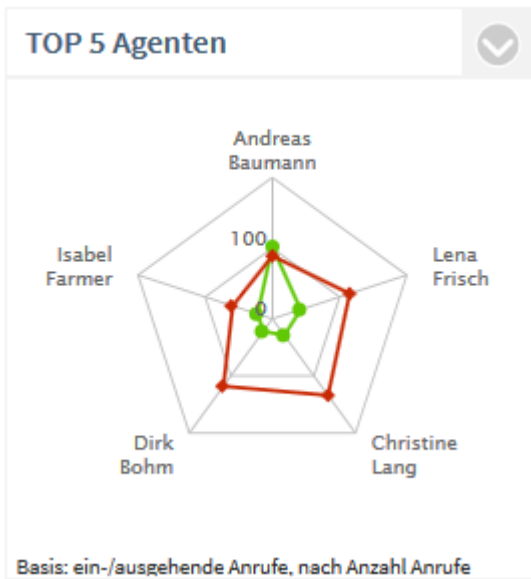 TOP 5 Agenten
Andreas
Baumann
100
Isabel
Farmer
Lena
Frisch
0
Dirk
Bohm
Christine
Lang
Basis: ein-/ausgehende Anrufe, nach Anzahl Anrufe